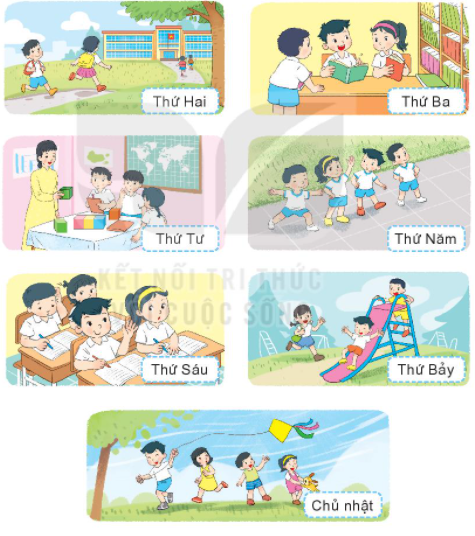 Thứ Hai
Thứ Ba
Thứ Tư
Thứ Năm
KẾT NỐI TRI THỨC
VỚI CUỘC SỐNG
Thứ Sáu
Thứ Bảy
Chủ nhật